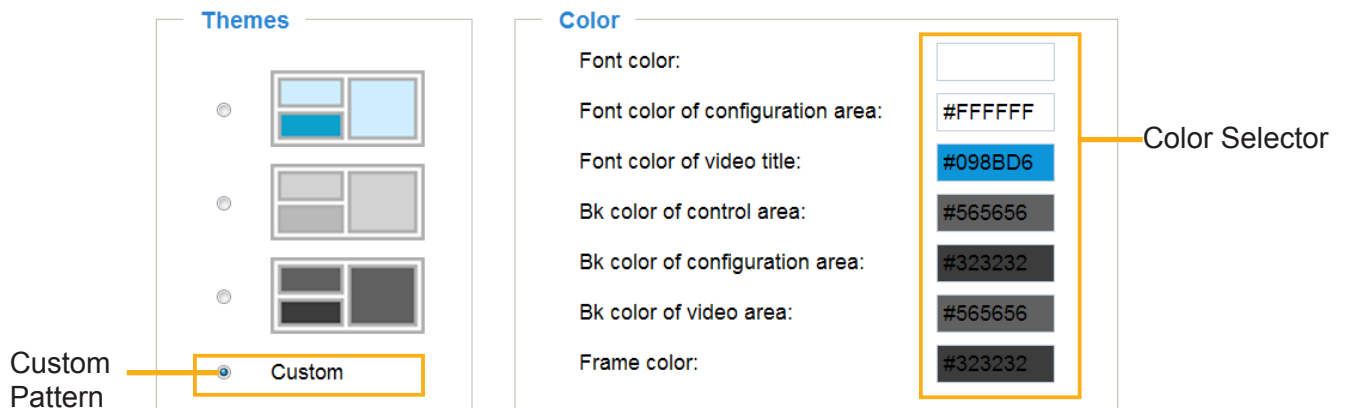 Themes
Color
Font color:
Font color of configuration area: #FFFFFF
Font color of video title: #098BD6
Bk color of control area: #565656
Bk color of configuration area: #323232
Bk color of video area: #565656
Frame color: #323232
Color Selector
Custom
Pattern
Custom